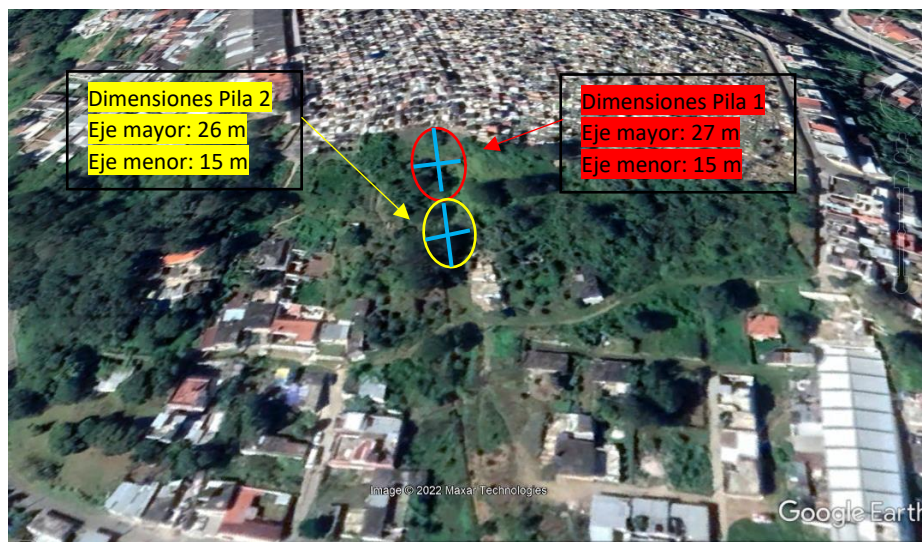 Dimensiones Pila 2
Eje mayor: 26 m
Eje menor: 15 m
Dimensiones Pila 1
Eje mayor: 27 m
Eje menor: 15 m
Image © 2022 Maxar Technologies
Google Earth